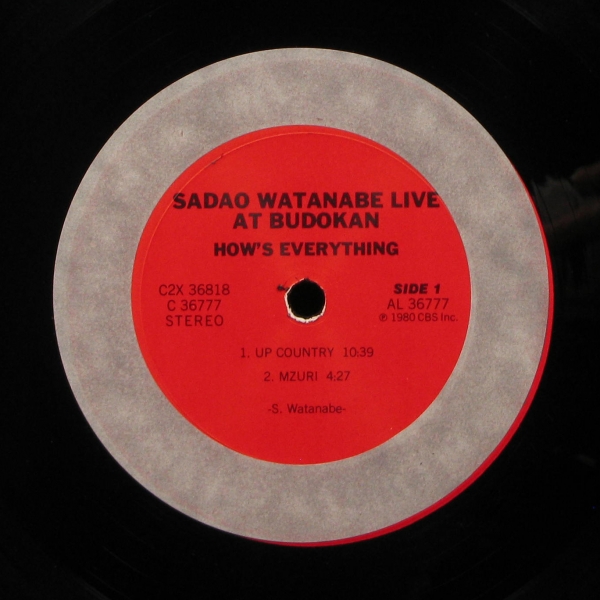 SADAO WATANABE LIVE
AT BUDOKAN
HOW'S EVERYTHING
C2X 36818
C 36777
STEREO
SIDE 1
AL 36777
℗ 1980 CBS Inc.
1. UP COUNTRY 10:39
2. MZURI 4:27
-S. Watanabe-